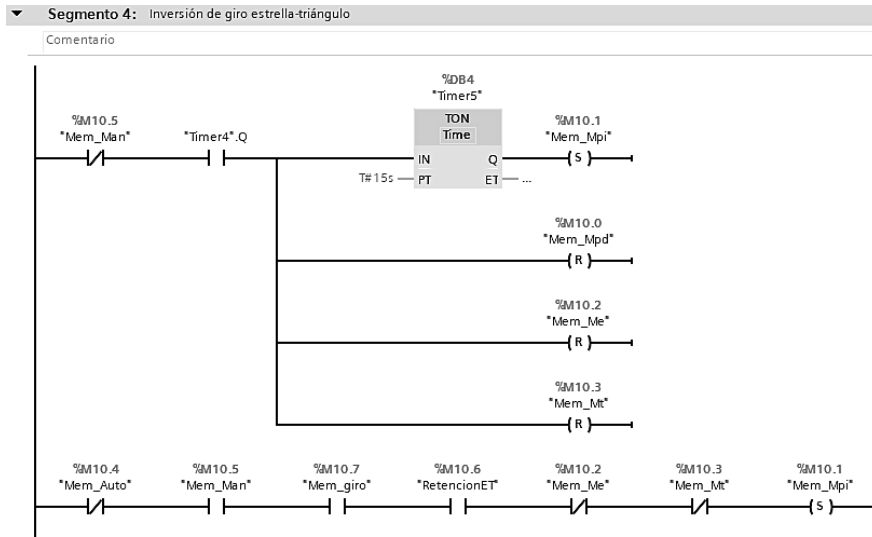 Segmento 4: Inversión de giro estrella-triángulo
Comentario
%DB4
"Timer5"
%M10.5 TON %M10.1
"Mem_Man" "Timer4".Q Time "Mem_Mpi"
IN Q S
T#15s PT ET ...
%M10.0
"Mem_Mpd"
R
%M10.2
"Mem_Me"
R
%M10.3
"Mem_Mt"
R
%M10.4 %M10.5 %M10.7 %M10.6 %M10.2 %M10.3 %M10.1
"Mem_Auto" "Mem_Man" "Mem_giro" "RetencionET" "Mem_Me" "Mem_Mt" "Mem_Mpi"
S